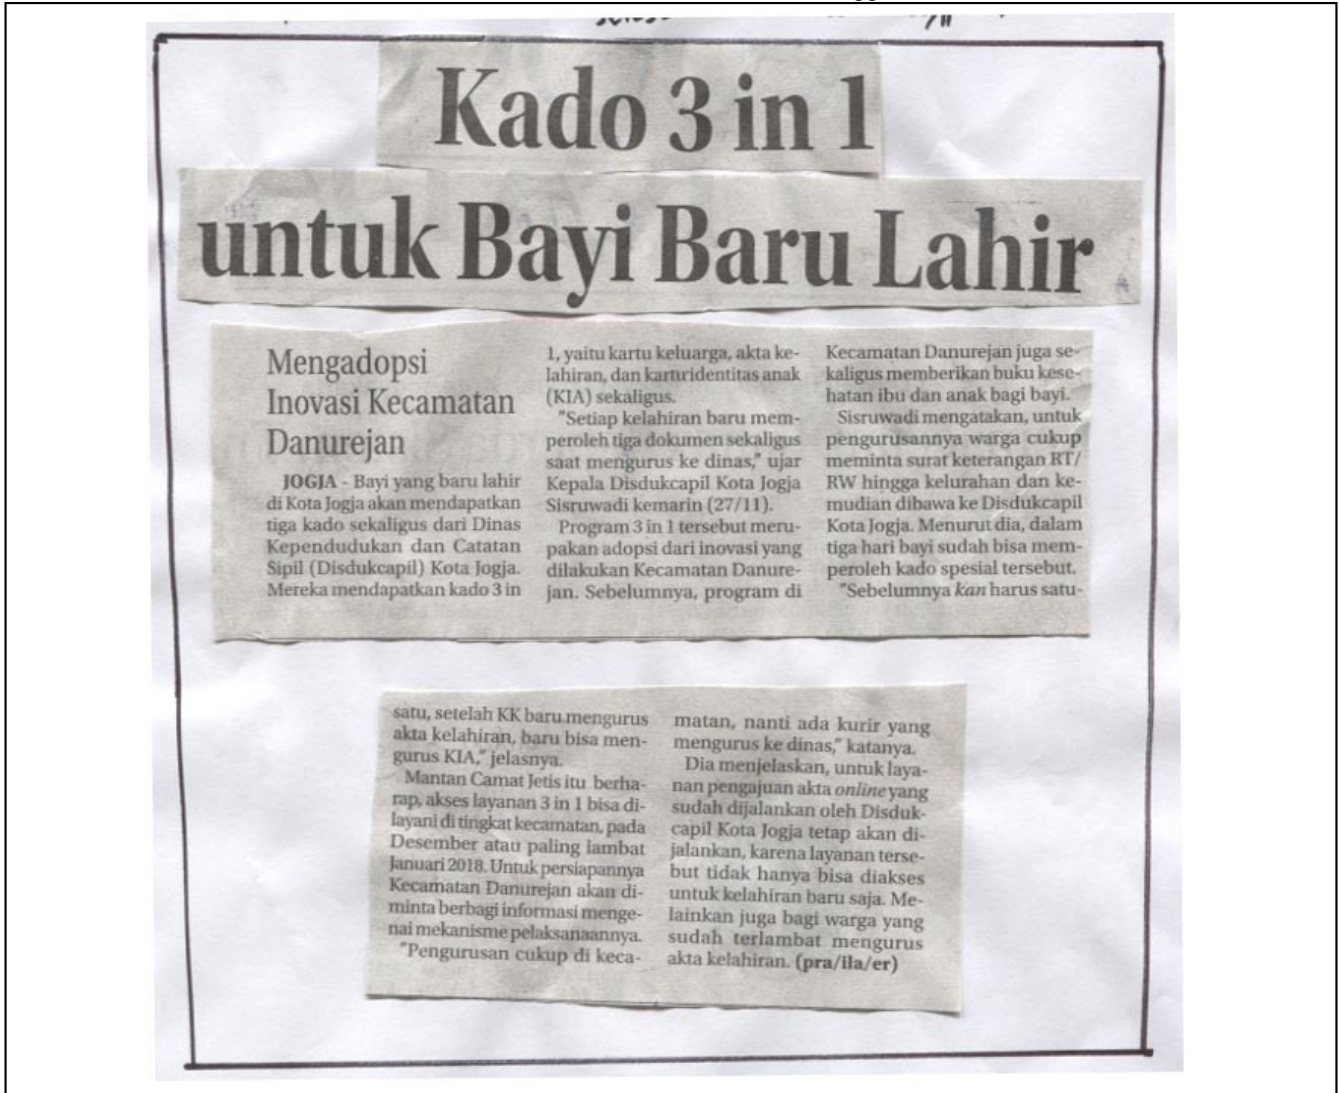 Kado 3 in 1
untuk Bayi Baru Lahir
Mengadopsi
Inovasi Kecamatan
Danurejan
JOGJA - Bayi yang baru lahir
di Kota Jogja akan mendapatkan
tiga kado sekaligus dari Dinas
Kependudukan dan Catatan
Sipil (Disdukcapil) Kota Jogja.
Mereka mendapatkan kado 3 in
1, yaitu kartu keluarga, akta ke-
lahiran, dan karturidentitas anak
(KIA) sekaligus.
"Setiap kelahiran baru mem-
peroleh tiga dokumen sekaligus
saat mengurus ke dinas," ujar
Kepala Disdukcapil Kota Jogja
Sisruwadi kemarin (27/11).
Program 3 in 1 tersebut meru-
pakan adopsi dari inovasi yang
dilakukan Kecamatan Danure-
jan. Sebelumnya, program di
Kecamatan Danurejan juga se-
kaligus memberikan buku kese-
hatan ibu dan anak bagi bayi.
Sisruwadi mengatakan, untuk
pengurusannya warga cukup
meminta surat keterangan RT/
RW hingga kelurahan dan ke-
mudian dibawa ke Disdukcapil
Kota Jogja. Menurut dia, dalam
tiga hari bayi sudah bisa mem-
peroleh kado spesial tersebut.
"Sebelumnya kan harus satu-
satu, setelah KK baru mengurus
akta kelahiran, baru bisa men-
gurus KIA," jelasnya.
Mantan Camat Jetis itu berha-
rap, akses layanan 3 in 1 bisa di-
layani di tingkat kecamatan, pada
Desember atau paling lambat
Januari 2018. Untuk persiapannya
Kecamatan Danurejan akan di-
minta berbagi informasi menge-
nai mekanisme pelaksanaannya.
"Pengurusan cukup di keca-
matan, nanti ada kurir yang
mengurus ke dinas," katanya.
Dia menjelaskan, untuk laya-
nan pengajuan akta online yang
sudah dijalankan oleh Disduk-
capil Kota Jogja tetap akan di-
jalankan, karena layanan terse-
but tidak hanya bisa diakses
untuk kelahiran baru saja. Me-
lainkan juga bagi warga yang
sudah terlambat mengurus
akta kelahiran. (pra/ila/er)